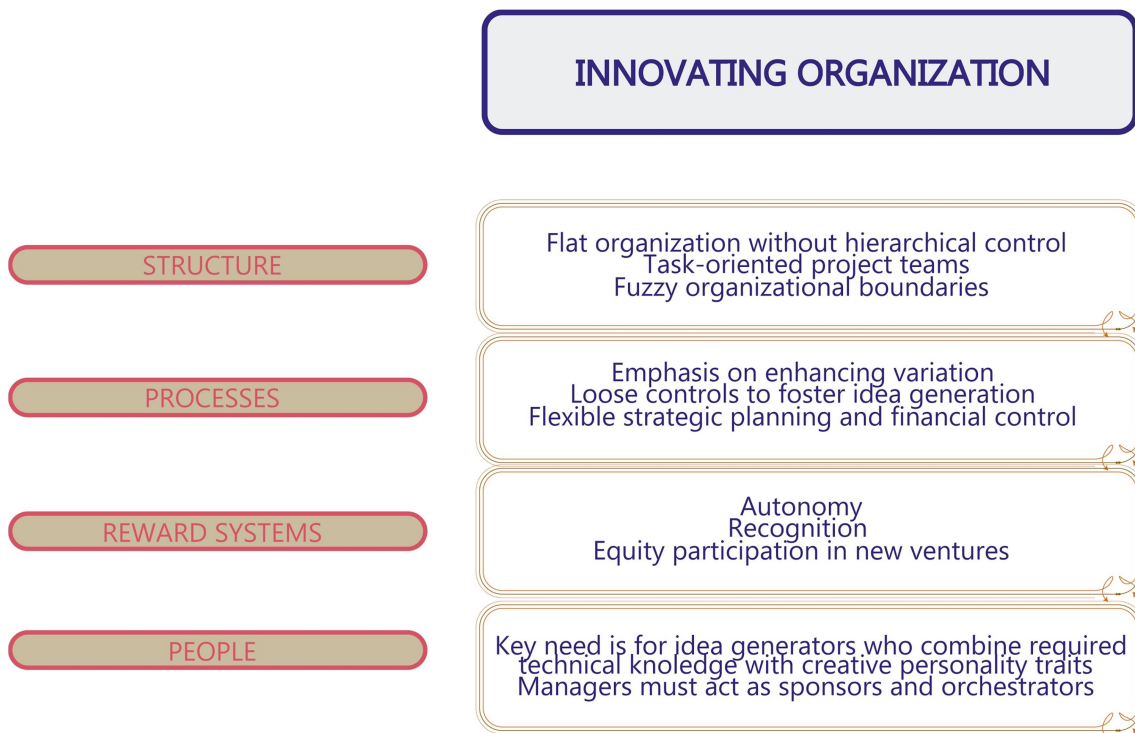 INNOVATING ORGANIZATION
STRUCTURE
Flat organization without hierarchical control
Task-oriented project teams
Fuzzy organizational boundaries
PROCESSES
Emphasis on enhancing variation
Loose controls to foster idea generation
Flexible strategic planning and financial control
REWARD SYSTEMS
Autonomy
Recognition
Equity participation in new ventures
PEOPLE
Key need is for idea generators who combine required
technical knoledge with creative personality traits
Managers must act as sponsors and orchestrators